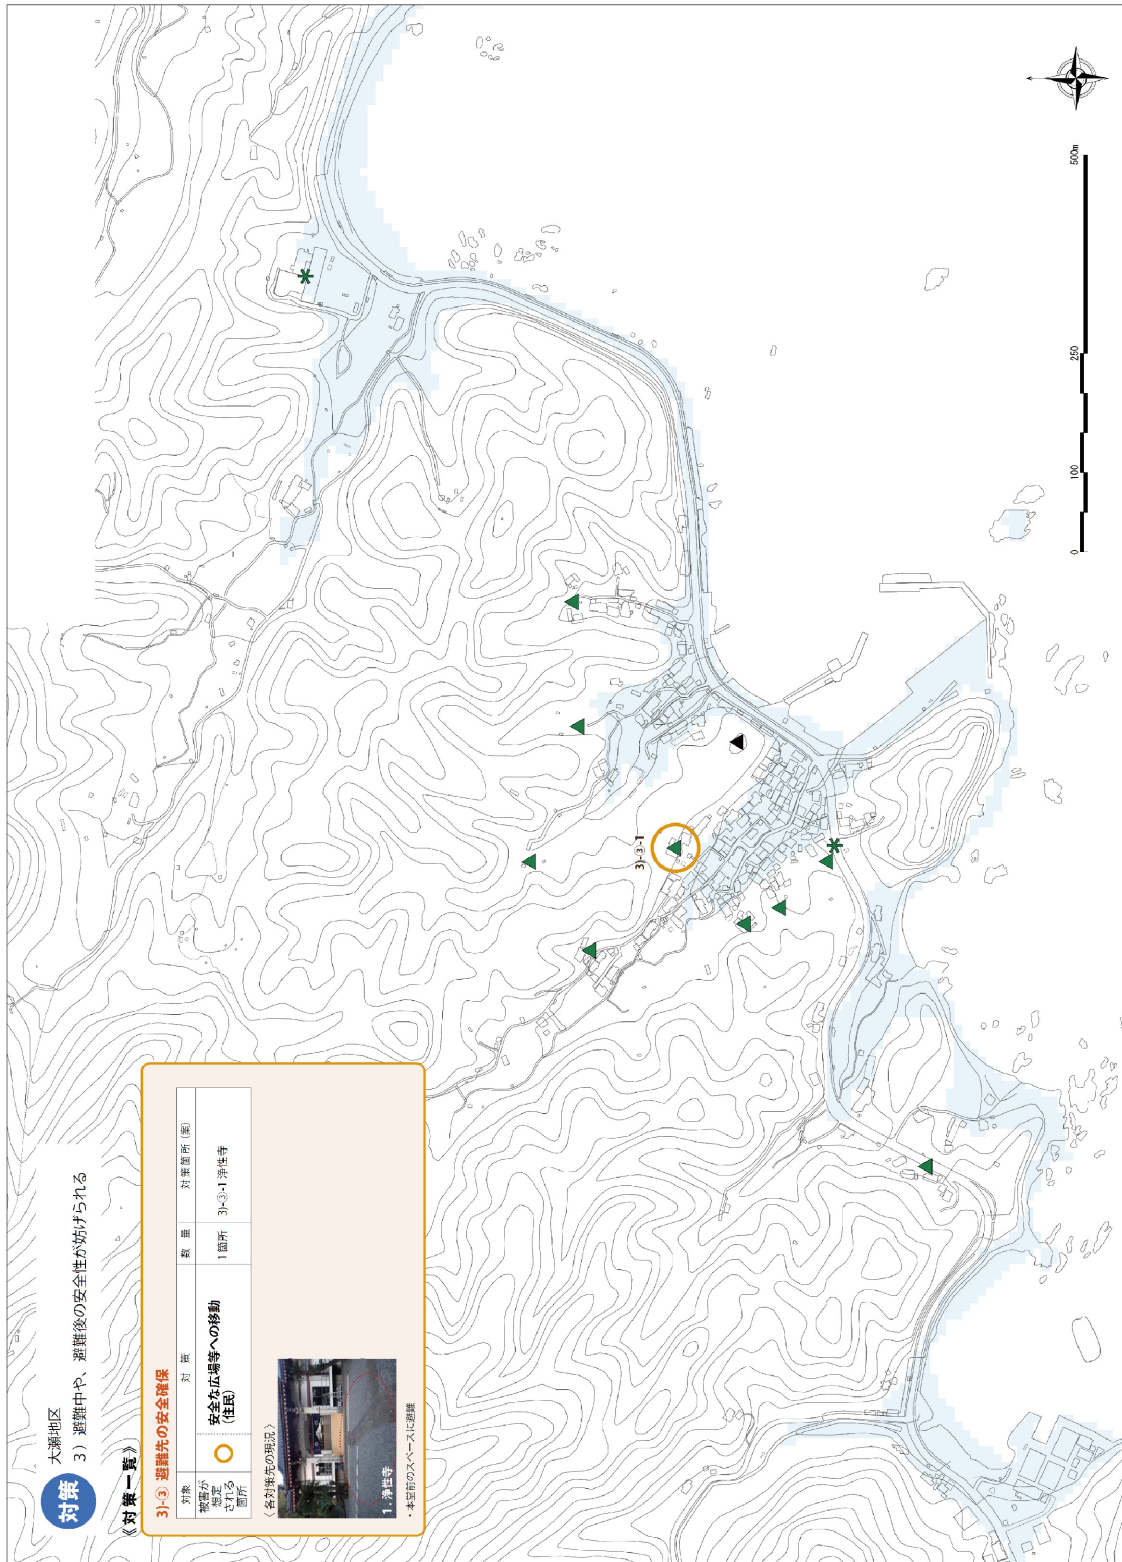 対策
大瀬地区
3）避難中や、避難後の安全性が妨げられる
《対策一覧》
3)-③ 避難先の安全確保
対象 対 策 数 量 対策箇所（案）
被害が
想定
される
箇所
安全な広場等への移動
（住民）
1箇所
3)-③-1 浄性寺
〈各対策先の現況〉
1. 浄性寺
・本堂前のスペースに避難
3)-③-1
0 100 250 500m